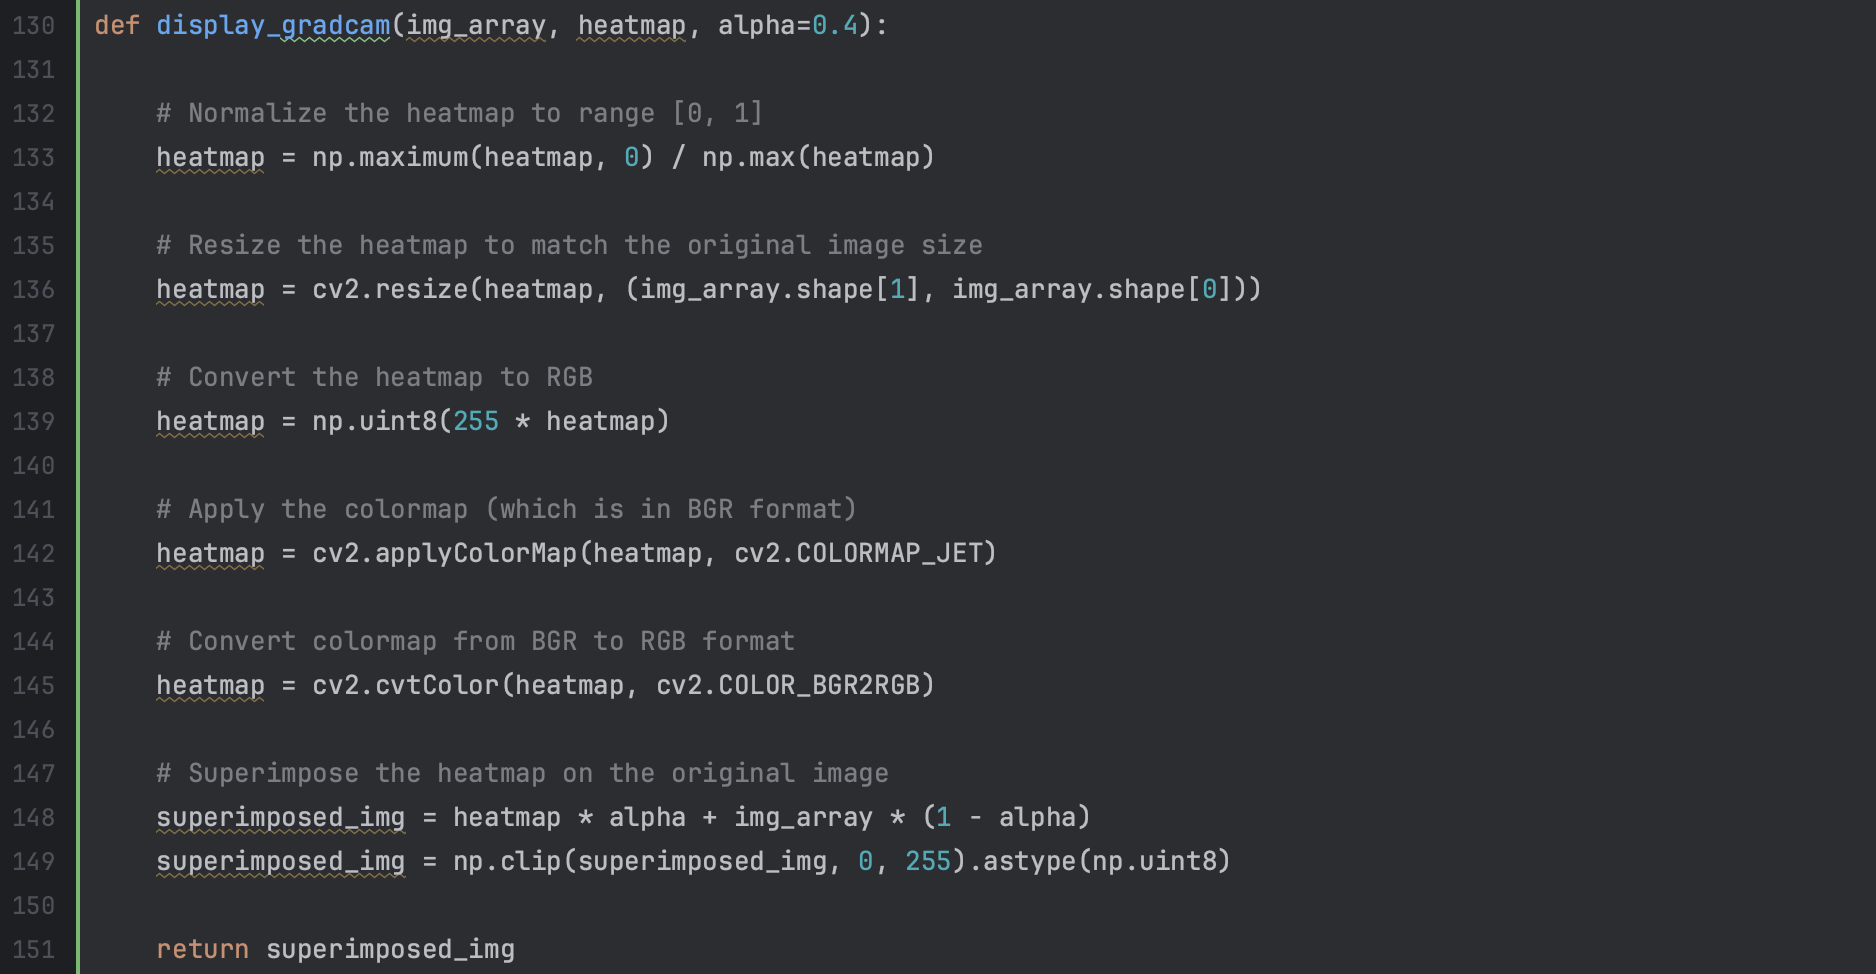 130 def display_gradcam(img_array, heatmap, alpha=0.4):
131
132     # Normalize the heatmap to range [0, 1]
133     heatmap = np.maximum(heatmap, 0) / np.max(heatmap)
134
135     # Resize the heatmap to match the original image size
136     heatmap = cv2.resize(heatmap, (img_array.shape[1], img_array.shape[0]))
137
138     # Convert the heatmap to RGB
139     heatmap = np.uint8(255 * heatmap)
140
141     # Apply the colormap (which is in BGR format)
142     heatmap = cv2.applyColorMap(heatmap, cv2.COLORMAP_JET)
143
144     # Convert colormap from BGR to RGB format
145     heatmap = cv2.cvtColor(heatmap, cv2.COLOR_BGR2RGB)
146
147     # Superimpose the heatmap on the original image
148     superimposed_img = heatmap * alpha + img_array * (1 - alpha)
149     superimposed_img = np.clip(superimposed_img, 0, 255).astype(np.uint8)
150
151     return superimposed_img